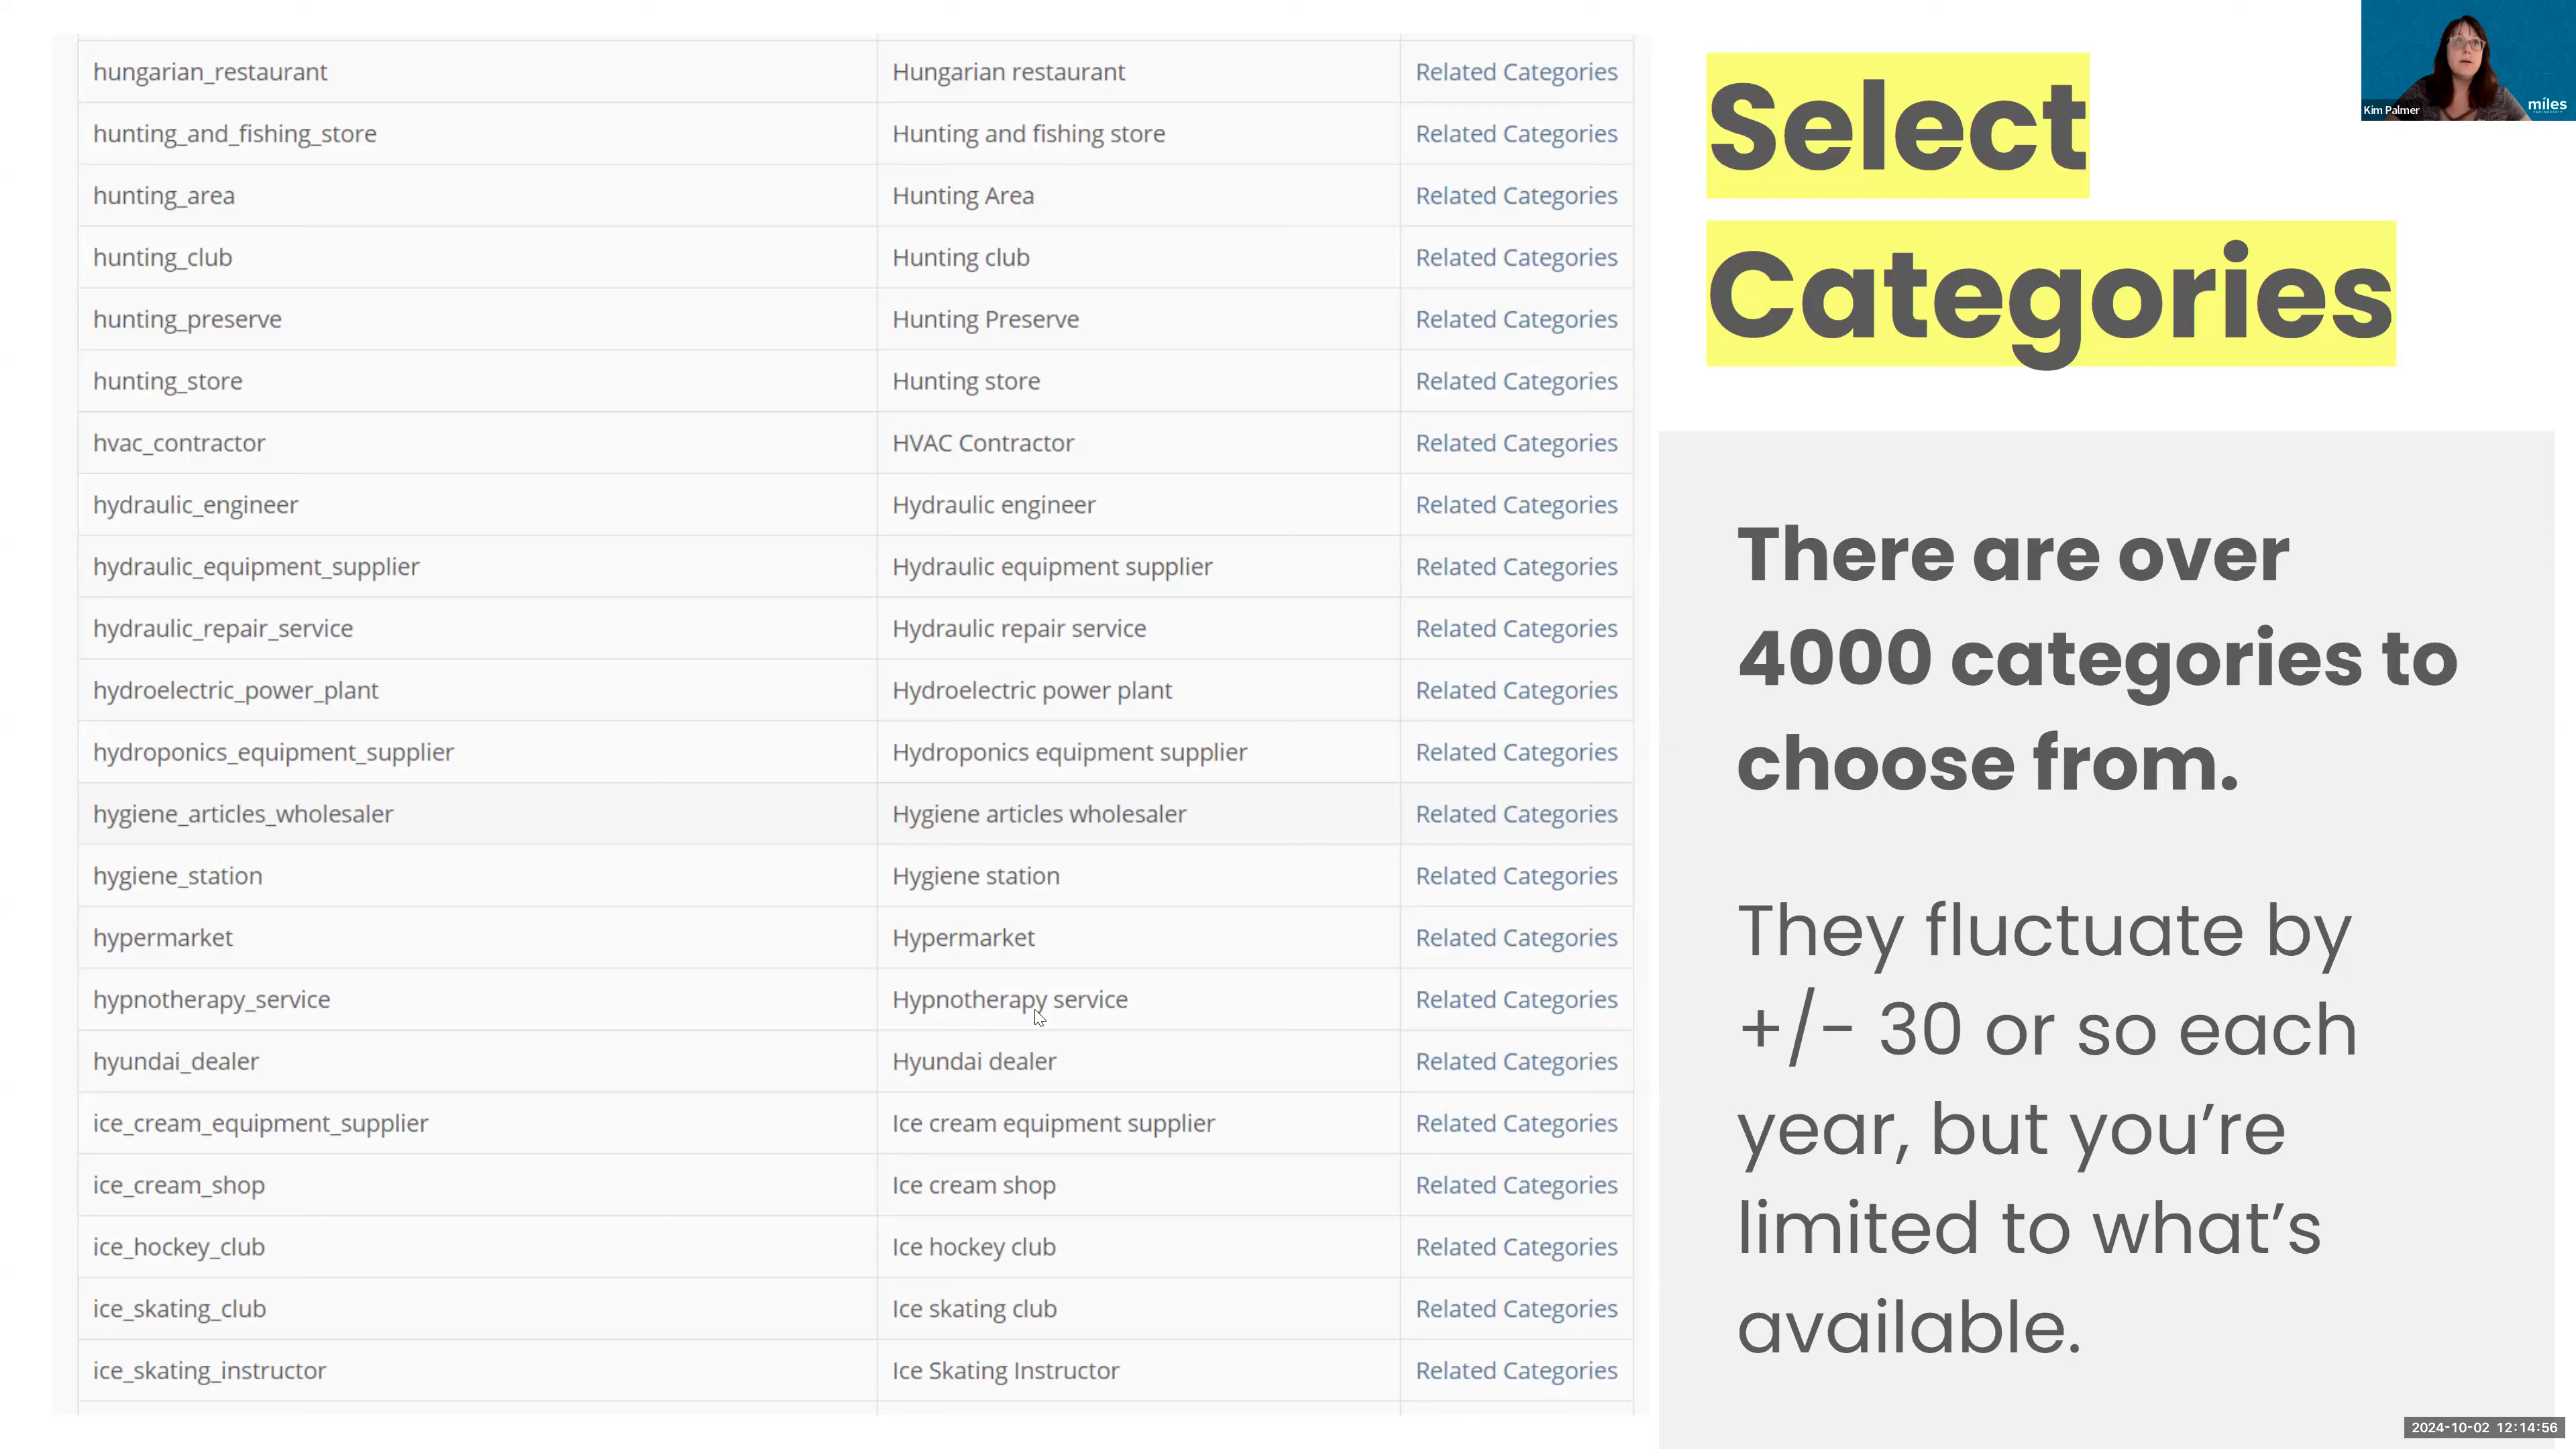 hungarian_restaurant Hungarian restaurant Related Categories
hunting_and_fishing_store Hunting and fishing store Related Categories
hunting_area Hunting Area Related Categories
hunting_club Hunting club Related Categories
hunting_preserve Hunting Preserve Related Categories
hunting_store Hunting store Related Categories
hvac_contractor HVAC Contractor Related Categories
hydraulic_engineer Hydraulic engineer Related Categories
hydraulic_equipment_supplier Hydraulic equipment supplier Related Categories
hydraulic_repair_service Hydraulic repair service Related Categories
hydroelectric_power_plant Hydroelectric power plant Related Categories
hydroponics_equipment_supplier Hydroponics equipment supplier Related Categories
hygiene_articles_wholesaler Hygiene articles wholesaler Related Categories
hygiene_station Hygiene station Related Categories
hypermarket Hypermarket Related Categories
hypnotherapy_service Hypnotherapy service Related Categories
hyundai_dealer Hyundai dealer Related Categories
ice_cream_equipment_supplier Ice cream equipment supplier Related Categories
ice_cream_shop Ice cream shop Related Categories
ice_hockey_club Ice hockey club Related Categories
ice_skating_club Ice skating club Related Categories
ice_skating_instructor Ice Skating Instructor Related Categories
Select
Categories
There are over
4000 categories to
choose from.
They fluctuate by
+/- 30 or so each
year, but you’re
limited to what’s
available.
Kim Palmer
miles
2024-10-02 12:14:56